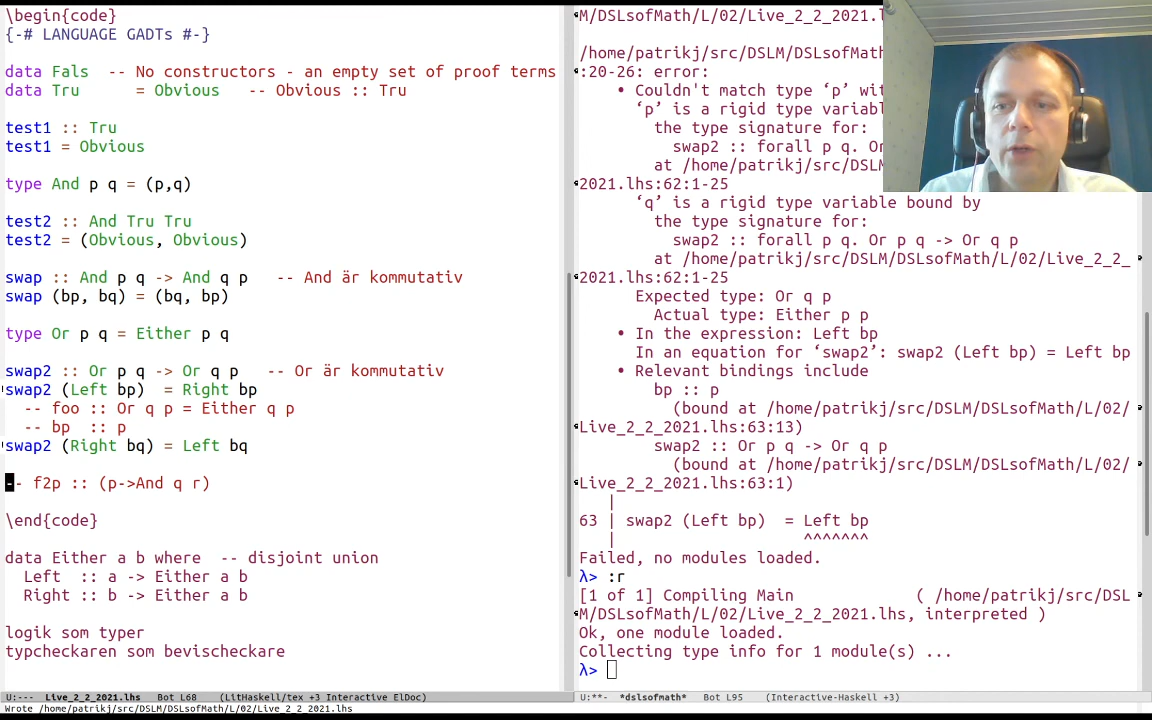 \begin{code}
{-# LANGUAGE GADTs #-}
data Fals  -- No constructors - an empty set of proof terms
data Tru      = Obvious   -- Obvious :: Tru
test1 :: Tru
test1 = Obvious
type And p q = (p,q)
test2 :: And Tru Tru
test2 = (Obvious, Obvious)
swap :: And p q -> And q p   -- And är kommutativ
swap (bp, bq) = (bq, bp)
type Or p q = Either p q
swap2 :: Or p q -> Or q p   -- Or är kommutativ
swap2 (Left bp)  = Right bp
  -- foo :: Or q p = Either q p
  -- bp  :: p
swap2 (Right bq) = Left bq
-- f2p :: (p->And q r)
\end{code}
data Either a b where  -- disjoint union
  Left  :: a -> Either a b
  Right :: b -> Either a b
logik som typer
typcheckaren som bevischeckare
U:---  Live_2_2_2021.lhs   Bot L68   (LitHaskell/tex +3 Interactive ElDoc)
Wrote /home/patrikj/src/DSLM/DSLsofMath/L/02/Live_2_2_2021.lhs
M/DSLsofMath/L/02/Live_2_2_2021.l
/home/patrikj/src/DSLM/DSLsofMath
:20-26: error:
    • Couldn't match type ‘p’ wit
      ‘p’ is a rigid type variabl
        the type signature for:
          swap2 :: forall p q. Or
        at /home/patrikj/src/DSLM
2021.lhs:62:1-25
      ‘q’ is a rigid type variable bound by
        the type signature for:
          swap2 :: forall p q. Or p q -> Or q p
        at /home/patrikj/src/DSLM/DSLsofMath/L/02/Live_2_2_
2021.lhs:62:1-25
      Expected type: Or q p
        Actual type: Either p p
    • In the expression: Left bp
      In an equation for ‘swap2’: swap2 (Left bp) = Left bp
    • Relevant bindings include
        bp :: p
          (bound at /home/patrikj/src/DSLM/DSLsofMath/L/02/
Live_2_2_2021.lhs:63:13)
        swap2 :: Or p q -> Or q p
          (bound at /home/patrikj/src/DSLM/DSLsofMath/L/02/
Live_2_2_2021.lhs:63:1)
   |
63 | swap2 (Left bp)  = Left bp
   |                    ^^^^^^^
Failed, no modules loaded.
λ> :r
[1 of 1] Compiling Main             ( /home/patrikj/src/DSL
M/DSLsofMath/L/02/Live_2_2_2021.lhs, interpreted )
Ok, one module loaded.
Collecting type info for 1 module(s) ...
λ>
U:**-  *dslsofmath*   Bot L95    (Interactive-Haskell +3)